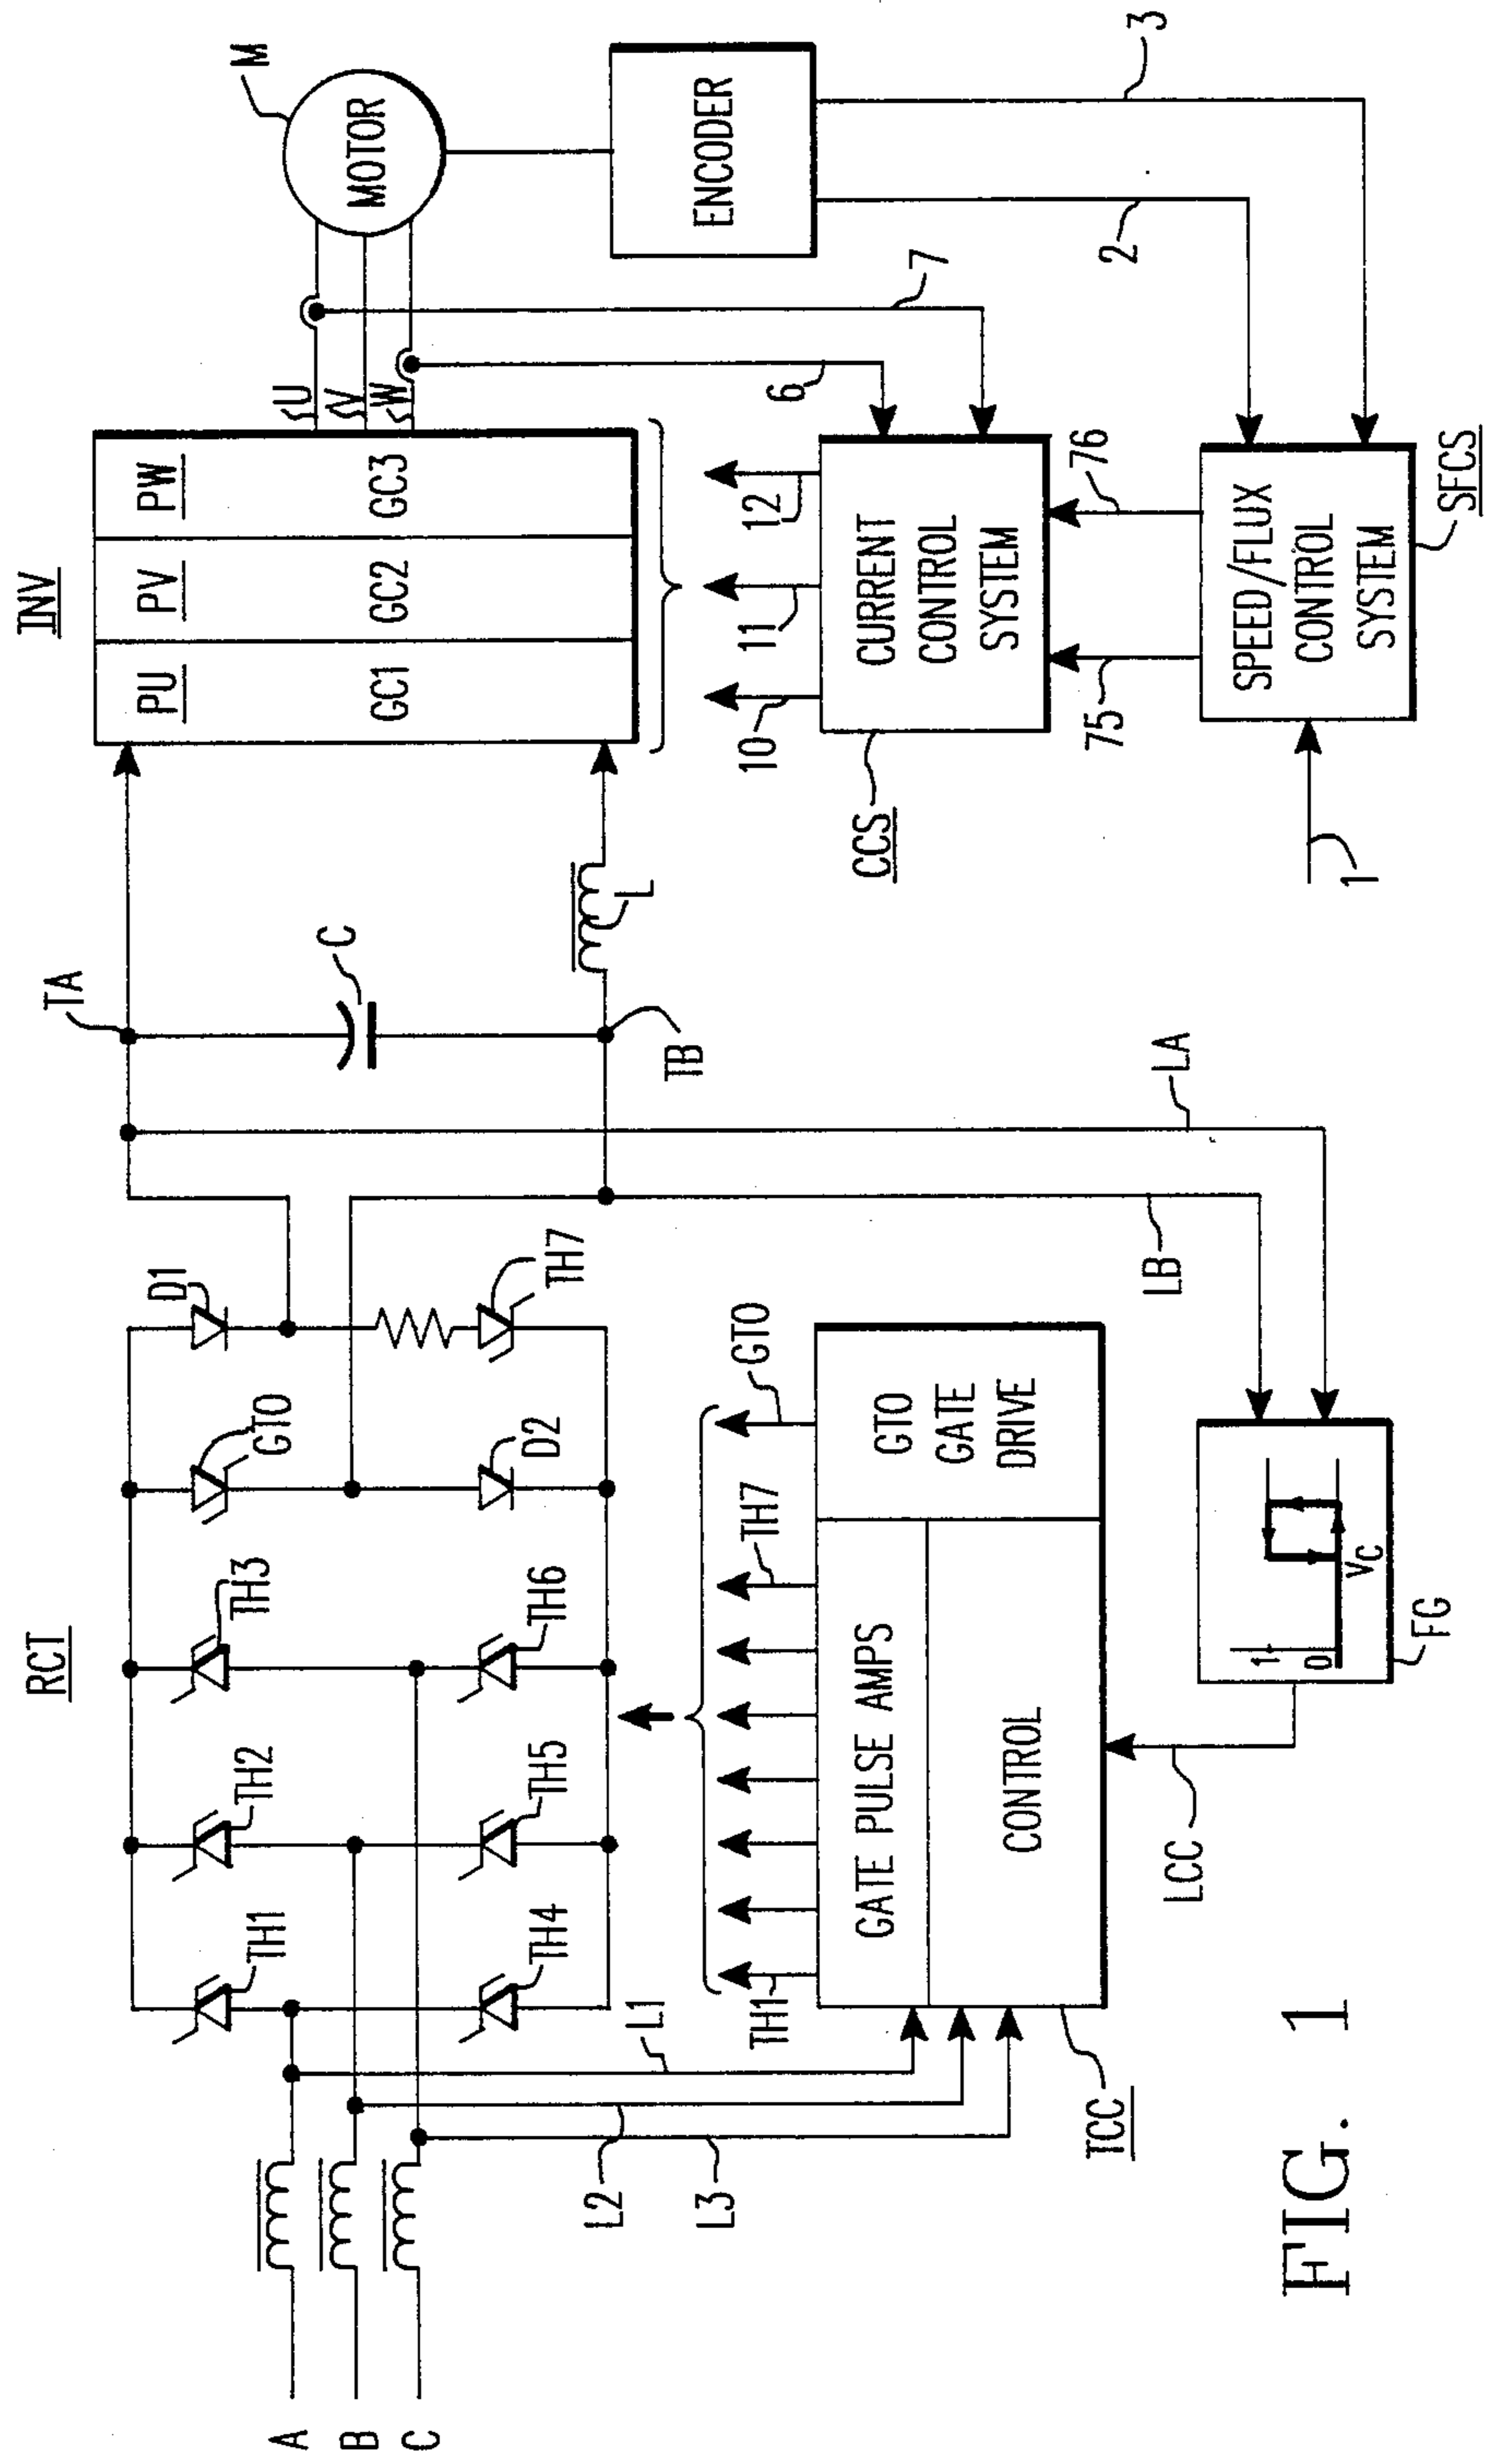 RCT
INV
A
B
C
TH1
TH2
TH3
GTO
D1
TH4
TH5
TH6
D2
TH7
TA
C
TB
L
PU
PV
PW
GC1
GC2
GC3
U
V
W
M
MOTOR
ENCODER
L1
L2
L3
TH1
TH7
GTO
GATE PULSE AMPS
CONTROL
GTO
GATE
DRIVE
TCC
LCC
LB
LA
1
0
VC
FG
10
11
12
6
7
CURRENT
CONTROL
SYSTEM
CCS
75
76
2
3
1
SPEED/FLUX
CONTROL
SYSTEM
SFCS
FIG. 1